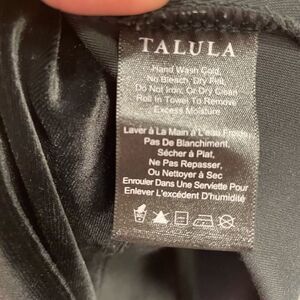 TALULA
Hand Wash Cold,
No Bleach, Dry Flat,
Do Not Iron, Or Dry Clean
Roll In Towel To Remove
Excess Moisture
Laver à La Main à L'eau Froide
Pas De Blanchiment,
Sécher à Plat,
Ne Pas Repasser,
Ou Nettoyer à Sec
Enrouler Dans Une Serviette Pour
Enlever L'excédent D'humidité